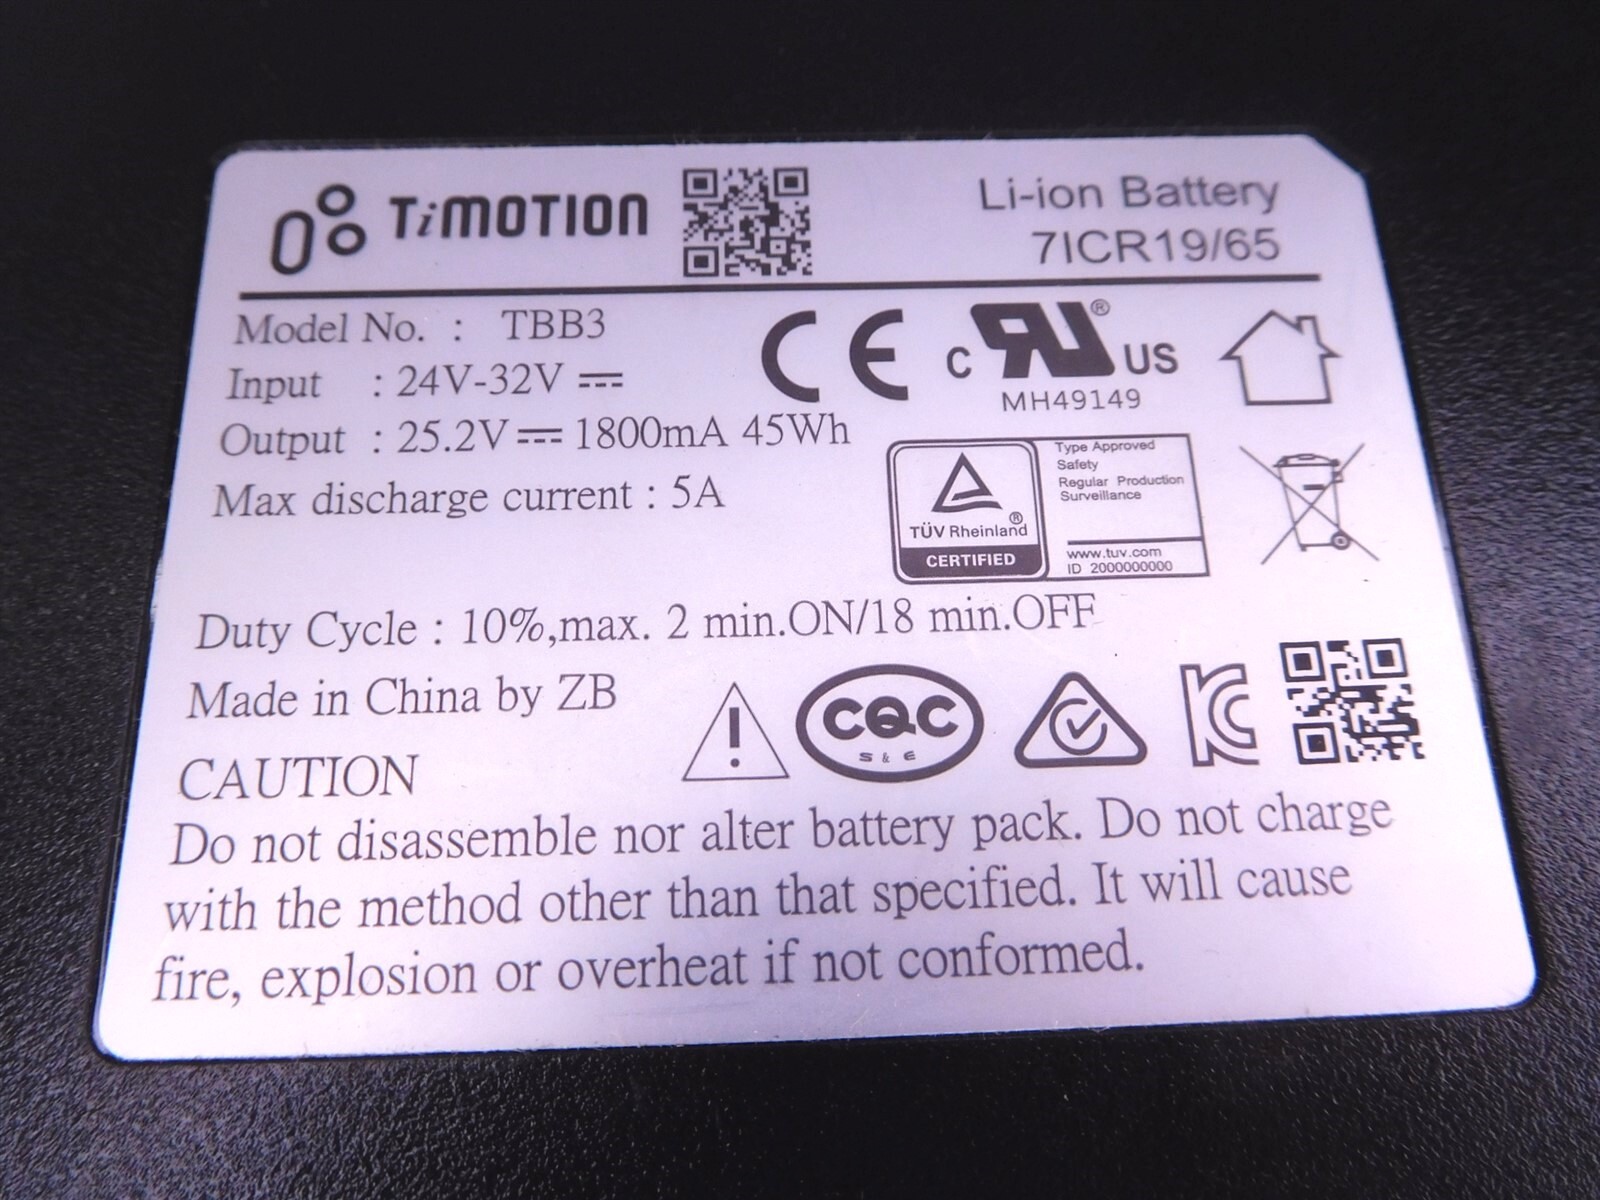 TiMOTION
Li-ion Battery
7ICR19/65
Model No. : TBB3
Input : 24V-32V ⎓
Output : 25.2V⎓1800mA 45Wh
Max discharge current : 5A
CE
c RU® US
MH49149
TÜV Rheinland®
CERTIFIED
Type Approved
Safety
Regular Production
Surveillance
www.tuv.com
ID 2000000000
Duty Cycle : 10%,max. 2 min.ON/18 min.OFF
Made in China by ZB
!
CQC
S & E
KC
CAUTION
Do not disassemble nor alter battery pack. Do not charge
with the method other than that specified. It will cause
fire, explosion or overheat if not conformed.